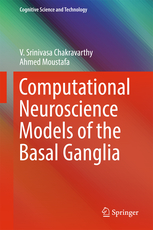 Cognitive Science and Technology
V. Srinivasa Chakravarthy
Ahmed Moustafa
Computational
Neuroscience
Models of the
Basal Ganglia
Springer